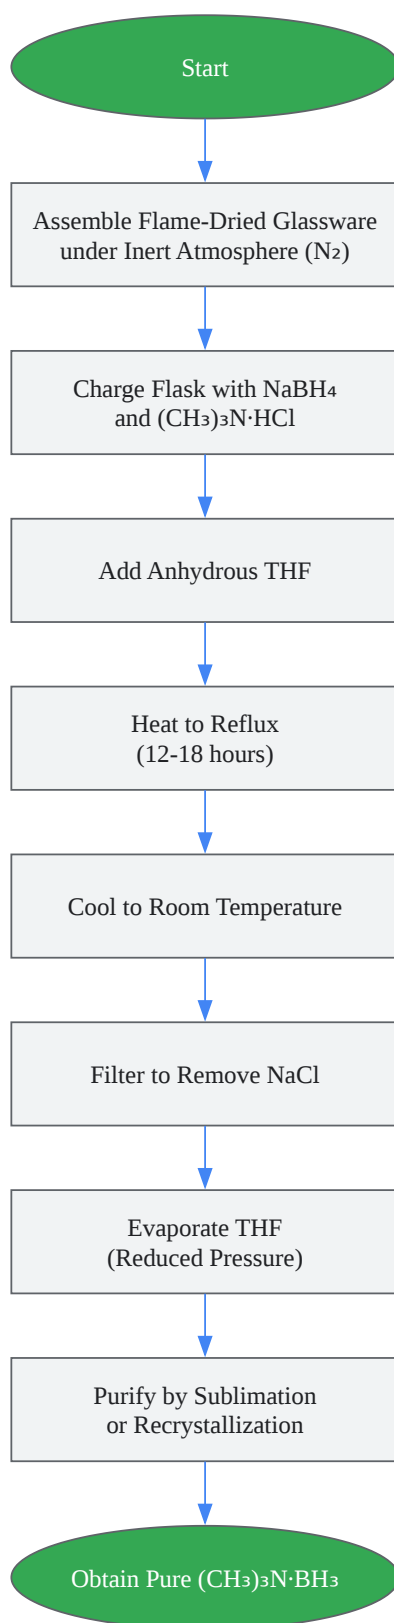 Start
Assemble Flame-Dried Glassware
under Inert Atmosphere (N₂)
Charge Flask with NaBH₄
and (CH₃)₃N·HCl
Add Anhydrous THF
Heat to Reflux
(12-18 hours)
Cool to Room Temperature
Filter to Remove NaCl
Evaporate THF
(Reduced Pressure)
Purify by Sublimation
or Recrystallization
Obtain Pure (CH₃)₃N·BH₃